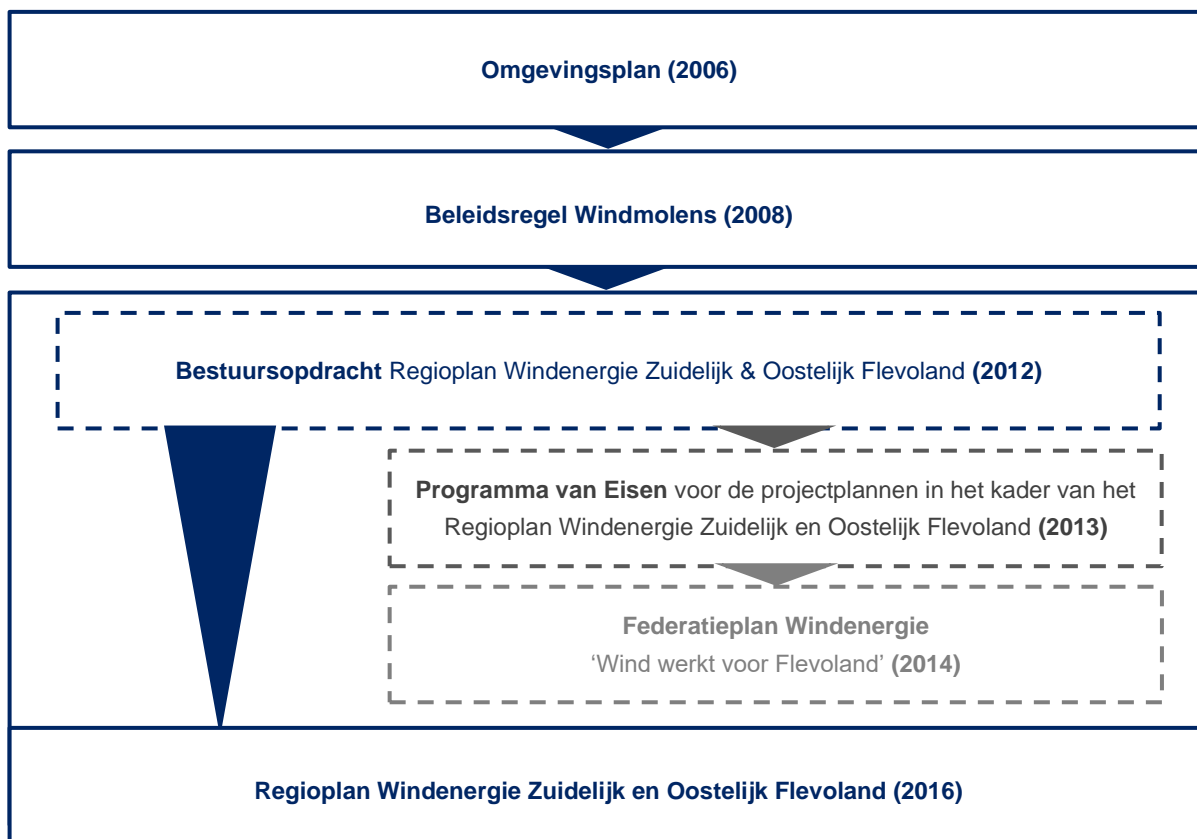 Omgevingsplan (2006)
Beleidsregel Windmolens (2008)
Bestuursopdracht Regioplan Windenergie Zuidelijk & Oostelijk Flevoland (2012)
Programma van Eisen voor de projectplannen in het kader van het
Regioplan Windenergie Zuidelijk en Oostelijk Flevoland (2013)
Federatieplan Windenergie
‘Wind werkt voor Flevoland’ (2014)
Regioplan Windenergie Zuidelijk en Oostelijk Flevoland (2016)